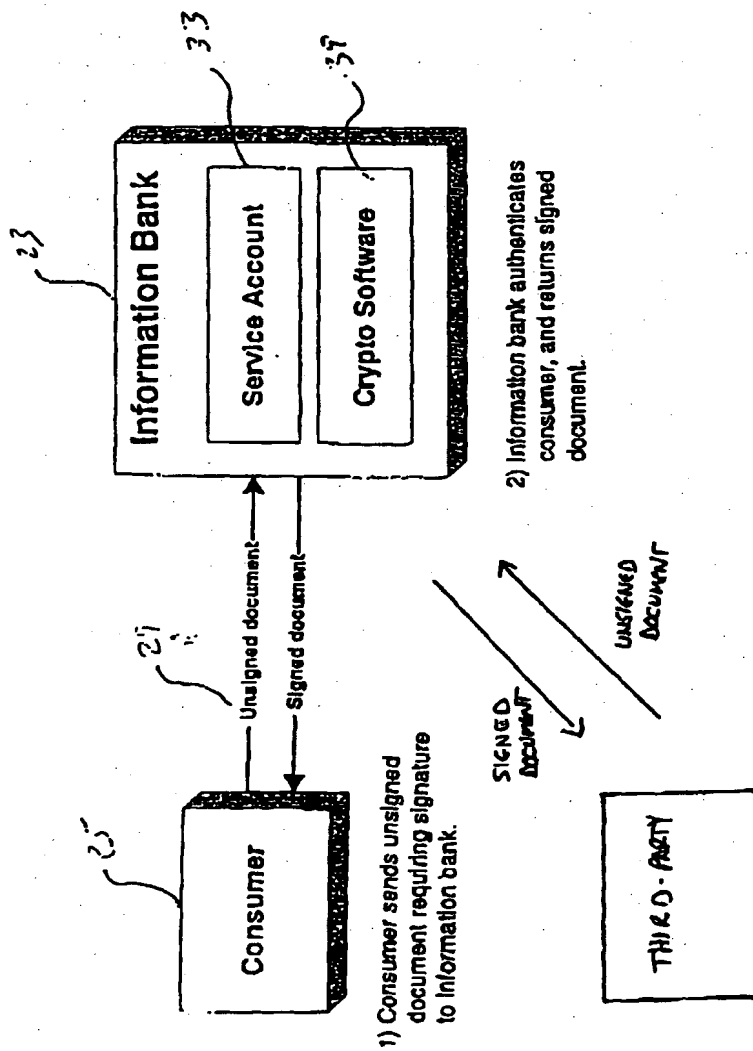 23
Information Bank
33
Service Account
39
Crypto Software
2) Information bank authenticates
consumer, and returns signed
document.
Unsigned document
Signed document
25
Consumer
1) Consumer sends unsigned
document requiring signature
to Information bank.
SIGNED
DOCUMENT
UNSIGNED
DOCUMENT
THIRD-PARTY